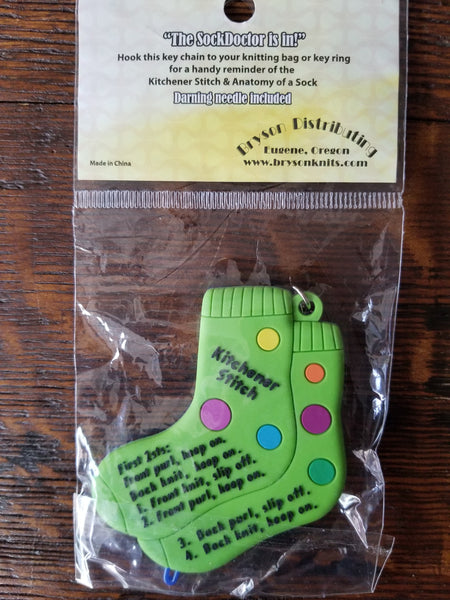 “The SockDoctor is in!”
Hook this key chain to your knitting bag or key ring
for a handy reminder of the
Kitchener Stitch & Anatomy of a Sock
Darning needle included
Bryson Distributing
Eugene, Oregon
www.brysonknits.com
Made in China
Kitchener
Stitch
First 2sts:
Front purl, keep on.
Back knit, keep on.
1. Front knit, slip off.
2. Front purl, keep on.
3. Back purl, slip off.
4. Back knit, keep on.